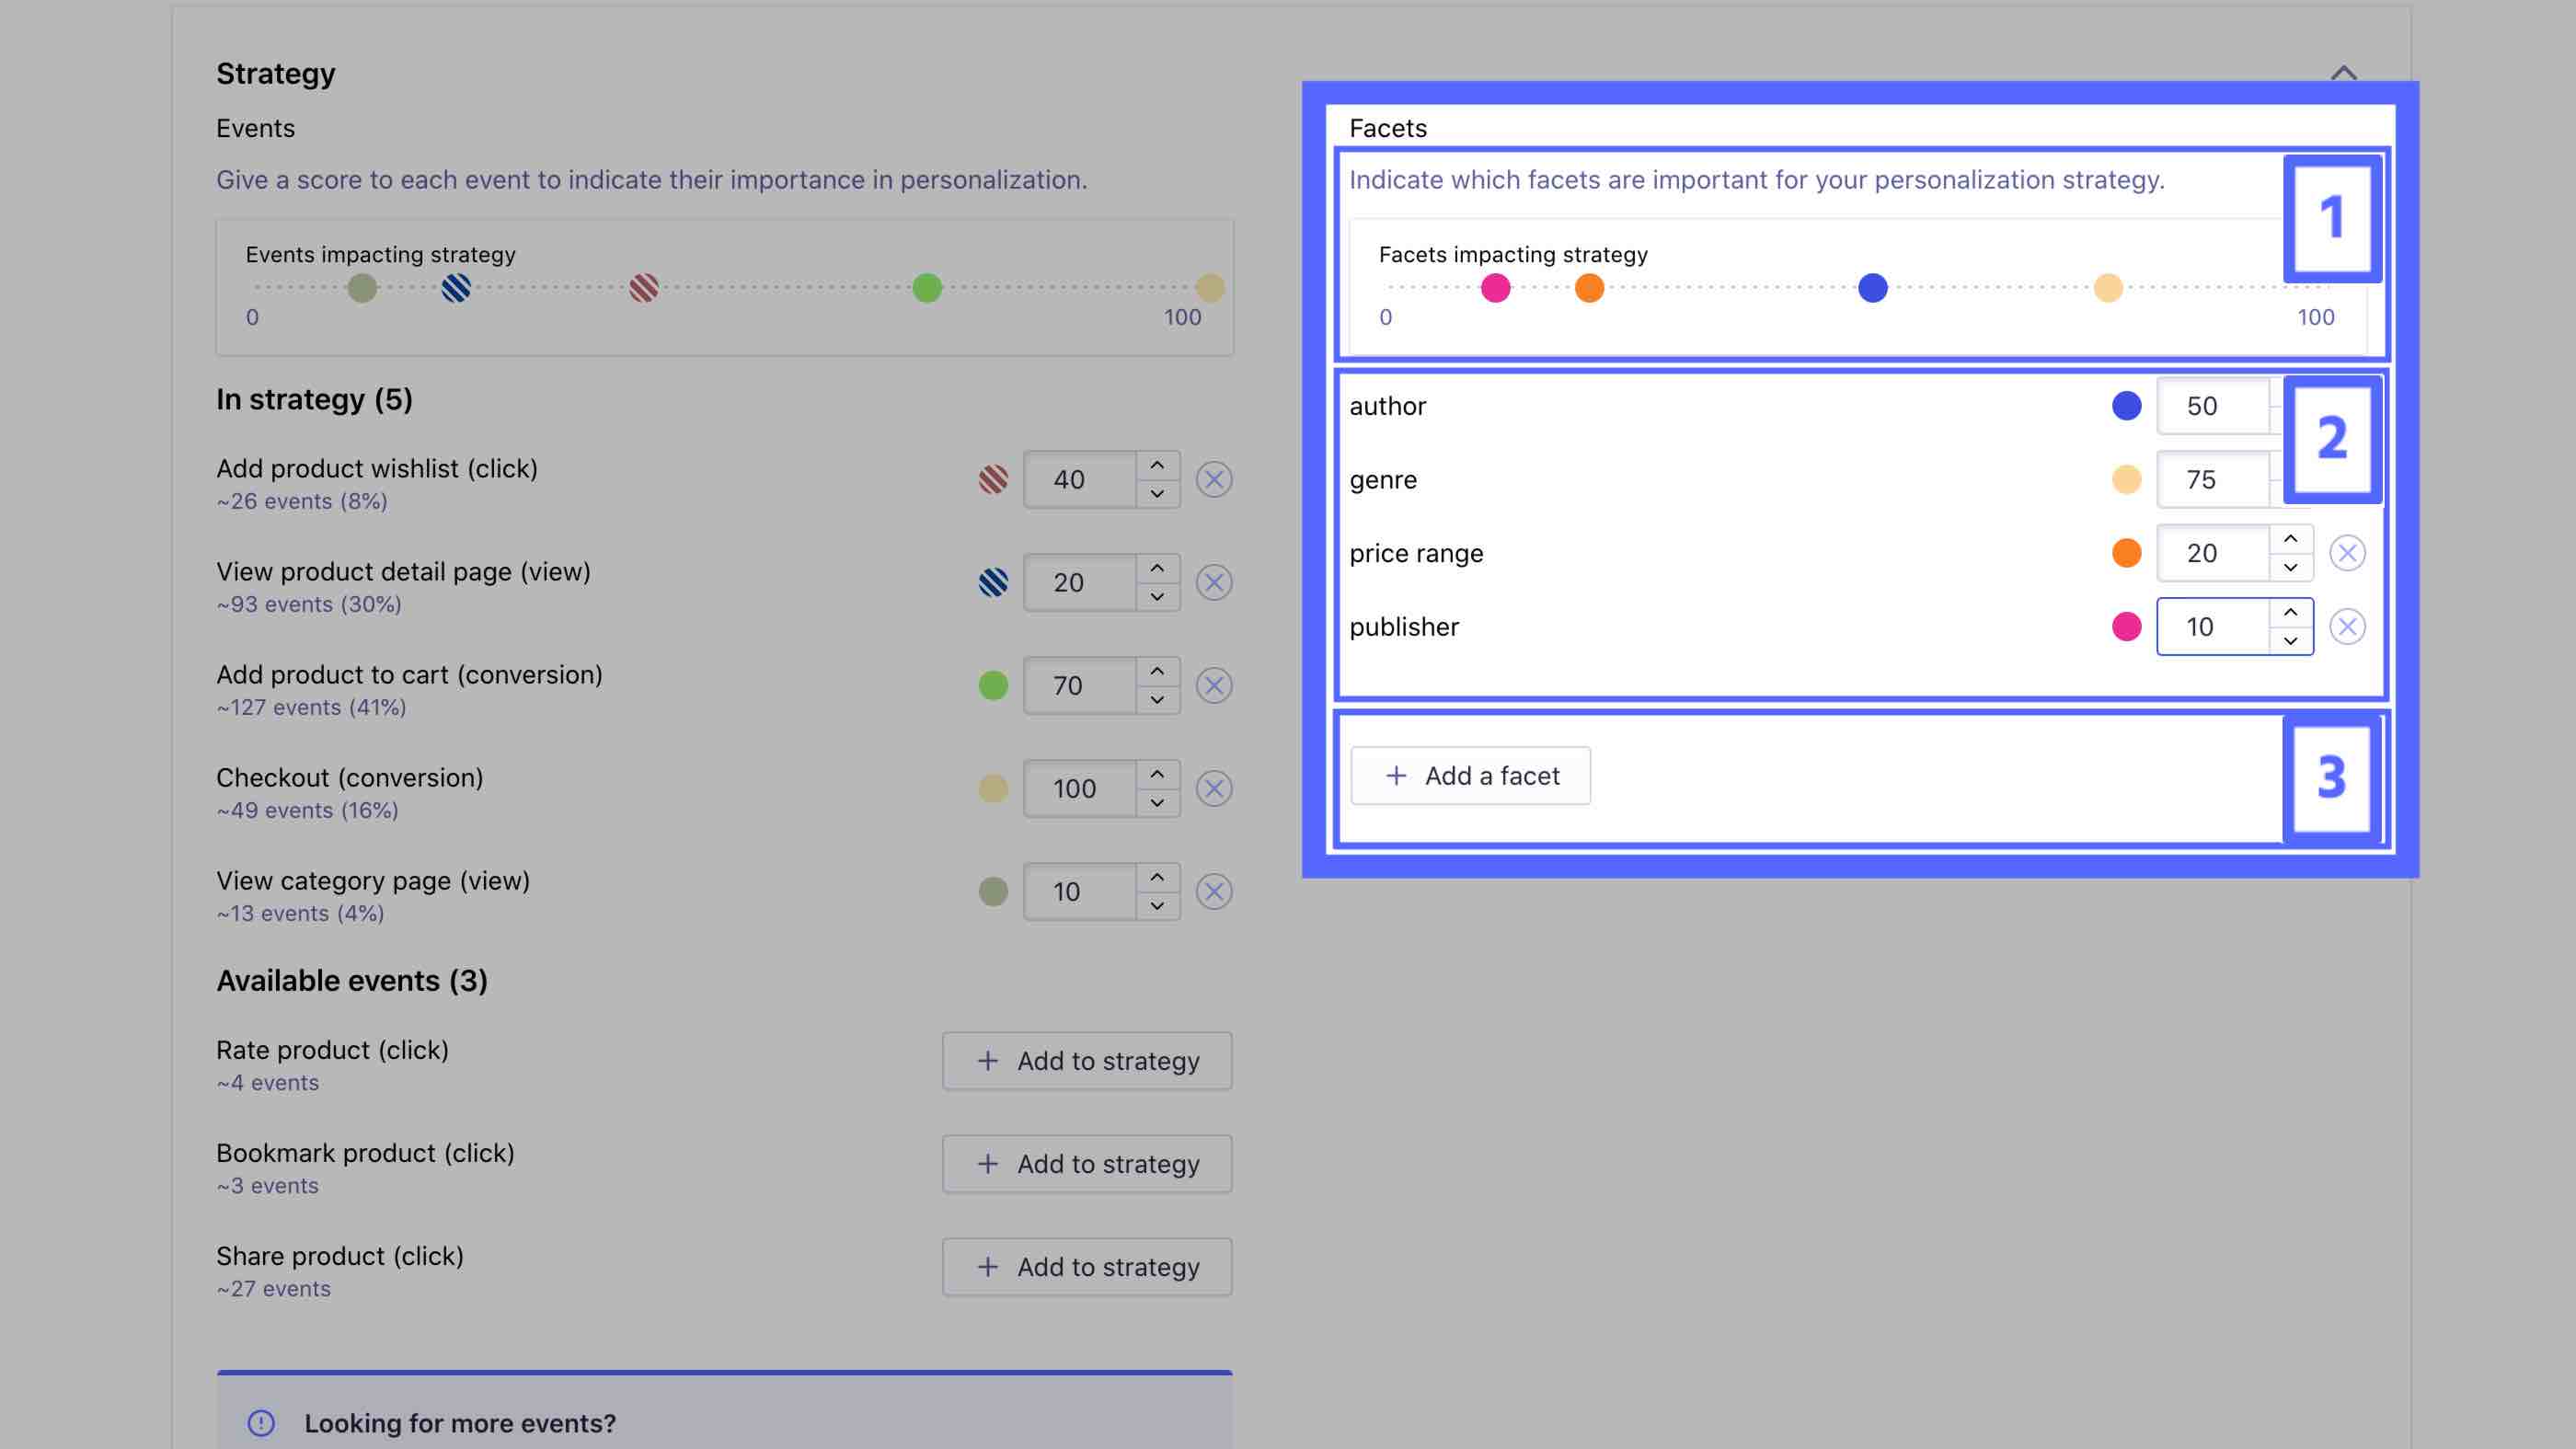 Strategy
Events
Give a score to each event to indicate their importance in personalization.
Events impacting strategy
0 100
In strategy (5)
Add product wishlist (click)
~26 events (8%)
40
View product detail page (view)
~93 events (30%)
20
Add product to cart (conversion)
~127 events (41%)
70
Checkout (conversion)
~49 events (16%)
100
View category page (view)
~13 events (4%)
10
Available events (3)
Rate product (click)
~4 events
+ Add to strategy
Bookmark product (click)
~3 events
+ Add to strategy
Share product (click)
~27 events
+ Add to strategy
Looking for more events?
Facets
Indicate which facets are important for your personalization strategy.
1
Facets impacting strategy
0 100
author 50
2
genre 75
price range 20
publisher 10
+ Add a facet
3